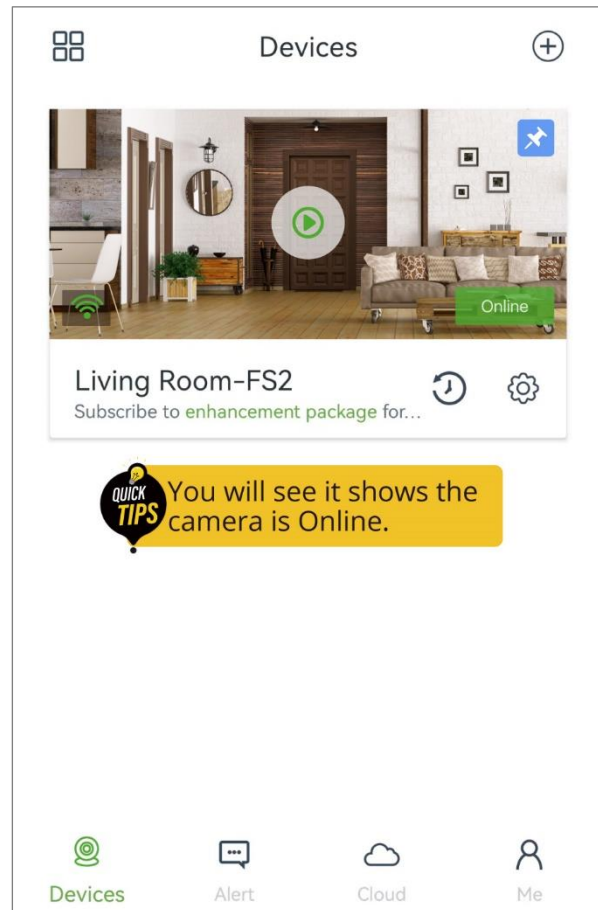 Devices
Online
Living Room-FS2
Subscribe to enhancement package for...
QUICK
TIPS
You will see it shows the
camera is Online.
Devices
Alert
Cloud
Me